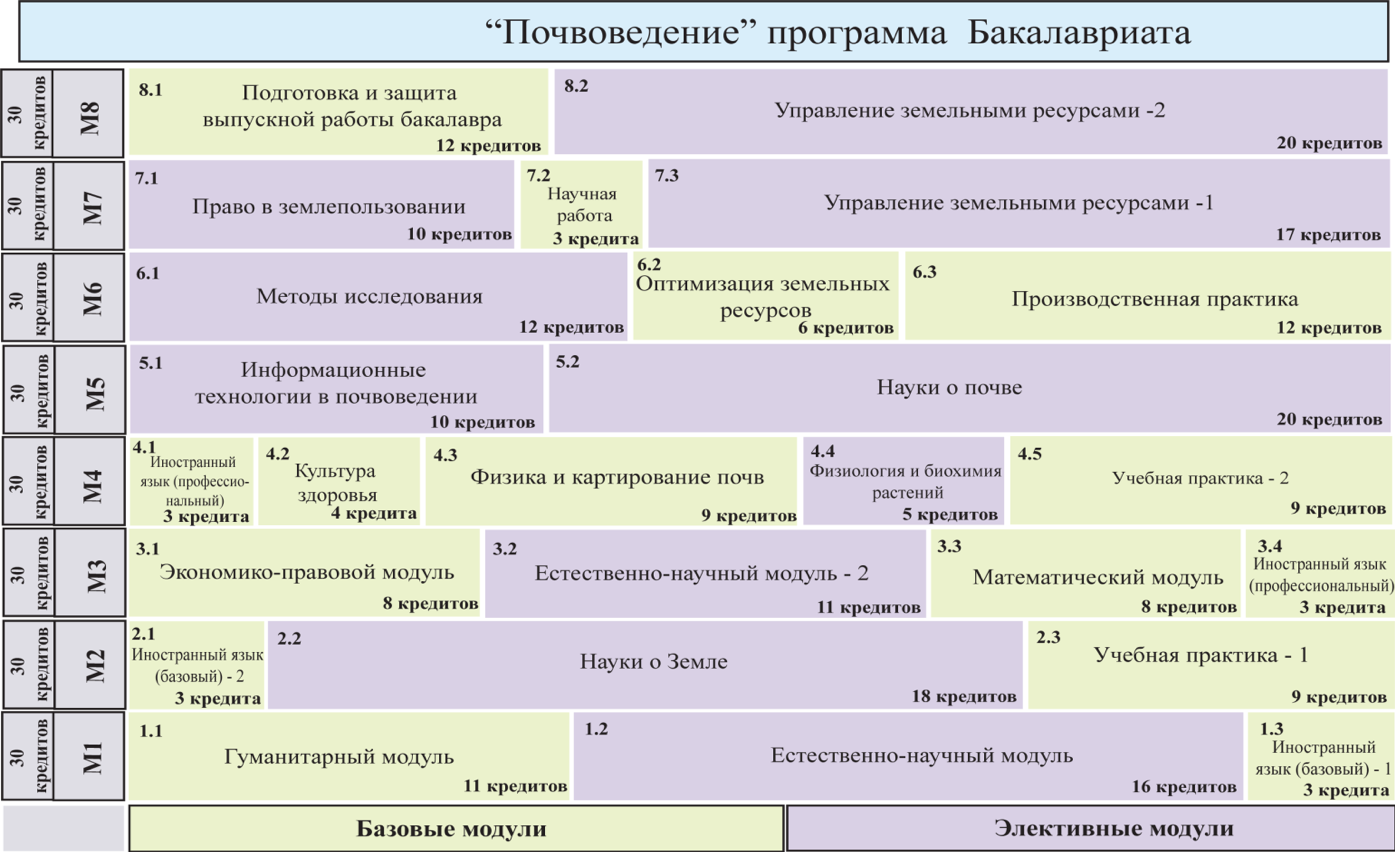 “Почвоведение” программа Бакалавриата
30
кредитов
М8
8.1
Подготовка и защита
выпускной работы бакалавра
12 кредитов
8.2
Управление земельными ресурсами -2
20 кредитов
30
кредитов
М7
7.1
Право в землепользовании
10 кредитов
7.2
Научная
работа
3 кредита
7.3
Управление земельными ресурсами -1
17 кредитов
30
кредитов
М6
6.1
Методы исследования
12 кредитов
6.2
Оптимизация земельных
ресурсов
6 кредитов
6.3
Производственная практика
12 кредитов
30
кредитов
М5
5.1
Информационные
технологии в почвоведении
10 кредитов
5.2
Науки о почве
20 кредитов
30
кредитов
М4
4.1
Иностранный
язык (профессио-
нальный)
3 кредита
4.2
Культура
здоровья
4 кредита
4.3
Физика и картирование почв
9 кредитов
4.4
Физиология и биохимия
растений
5 кредитов
4.5
Учебная практика - 2
9 кредитов
30
кредитов
М3
3.1
Экономико-правовой модуль
8 кредитов
3.2
Естественно-научный модуль - 2
11 кредитов
3.3
Математический модуль
8 кредитов
3.4
Иностранный язык
(профессиональный)
3 кредита
30
кредитов
М2
2.1
Иностранный язык
(базовый) - 2
3 кредита
2.2
Науки о Земле
18 кредитов
2.3
Учебная практика - 1
9 кредитов
30
кредитов
М1
1.1
Гуманитарный модуль
11 кредитов
1.2
Естественно-научный модуль
16 кредитов
1.3
Иностранный
язык (базовый) - 1
3 кредита
Базовые модули
Элективные модули